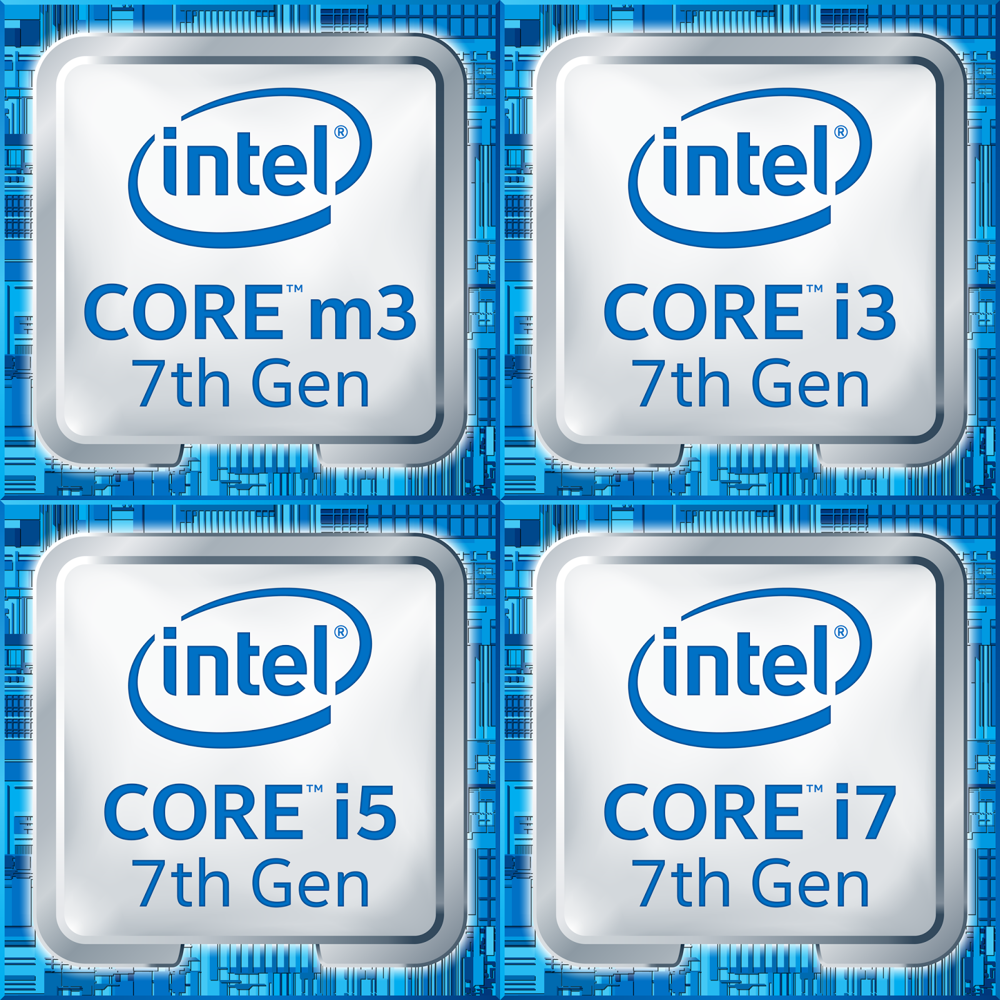 intel®
CORE™ m3
7th Gen
intel®
CORE™ i3
7th Gen
intel®
CORE™ i5
7th Gen
intel®
CORE™ i7
7th Gen